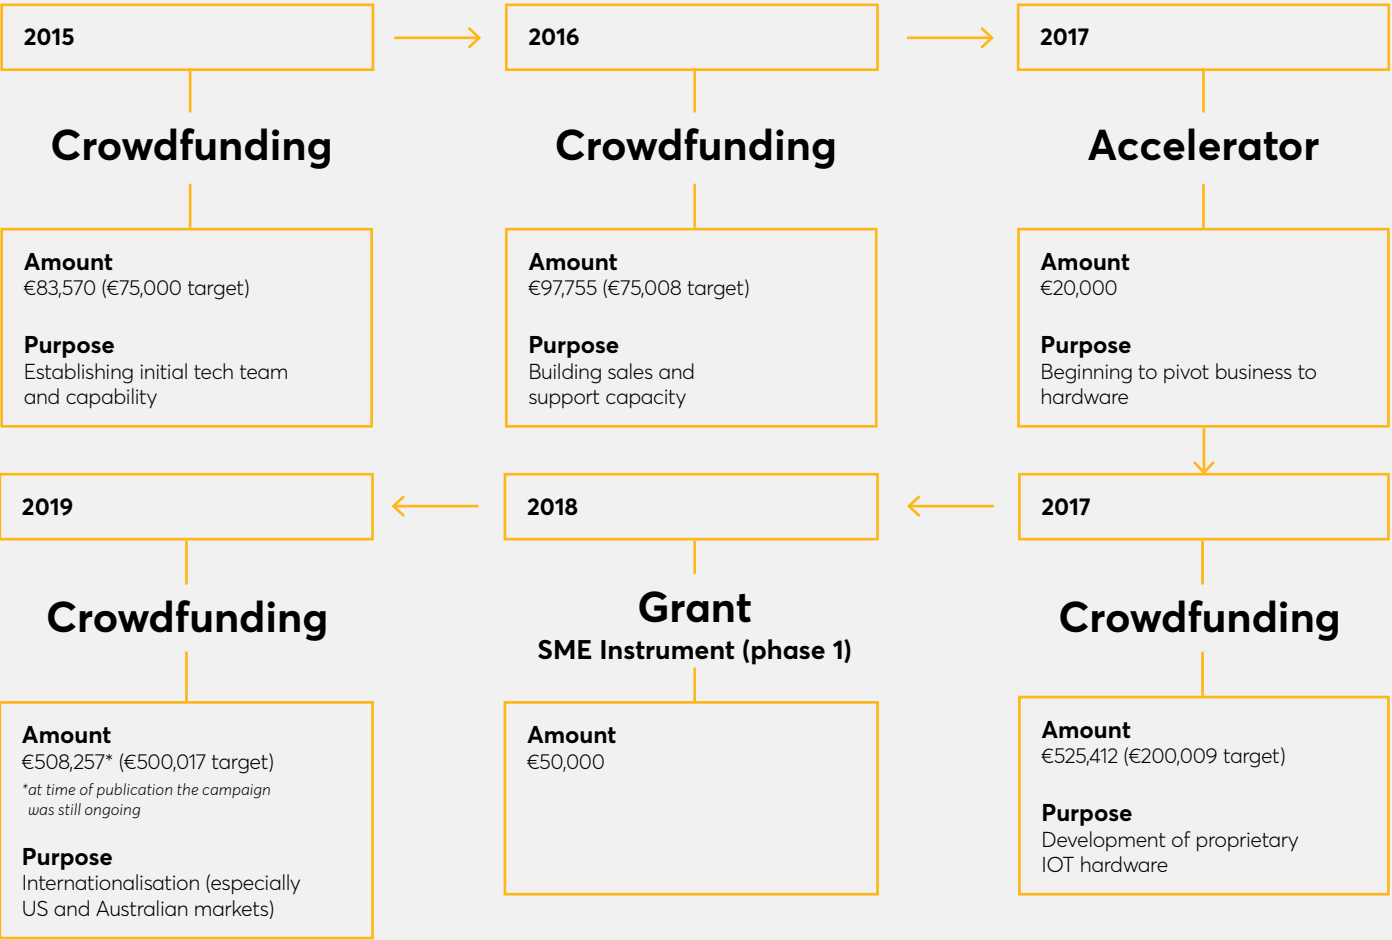 2015
Crowdfunding
Amount
€83,570 (€75,000 target)
Purpose
Establishing initial tech team
and capability
2016
Crowdfunding
Amount
€97,755 (€75,008 target)
Purpose
Building sales and
support capacity
2017
Accelerator
Amount
€20,000
Purpose
Beginning to pivot business to
hardware
2017
Crowdfunding
Amount
€525,412 (€200,009 target)
Purpose
Development of proprietary
IOT hardware
2018
Grant
SME Instrument (phase 1)
Amount
€50,000
2019
Crowdfunding
Amount
€508,257* (€500,017 target)
*at time of publication the campaign
was still ongoing
Purpose
Internationalisation (especially
US and Australian markets)